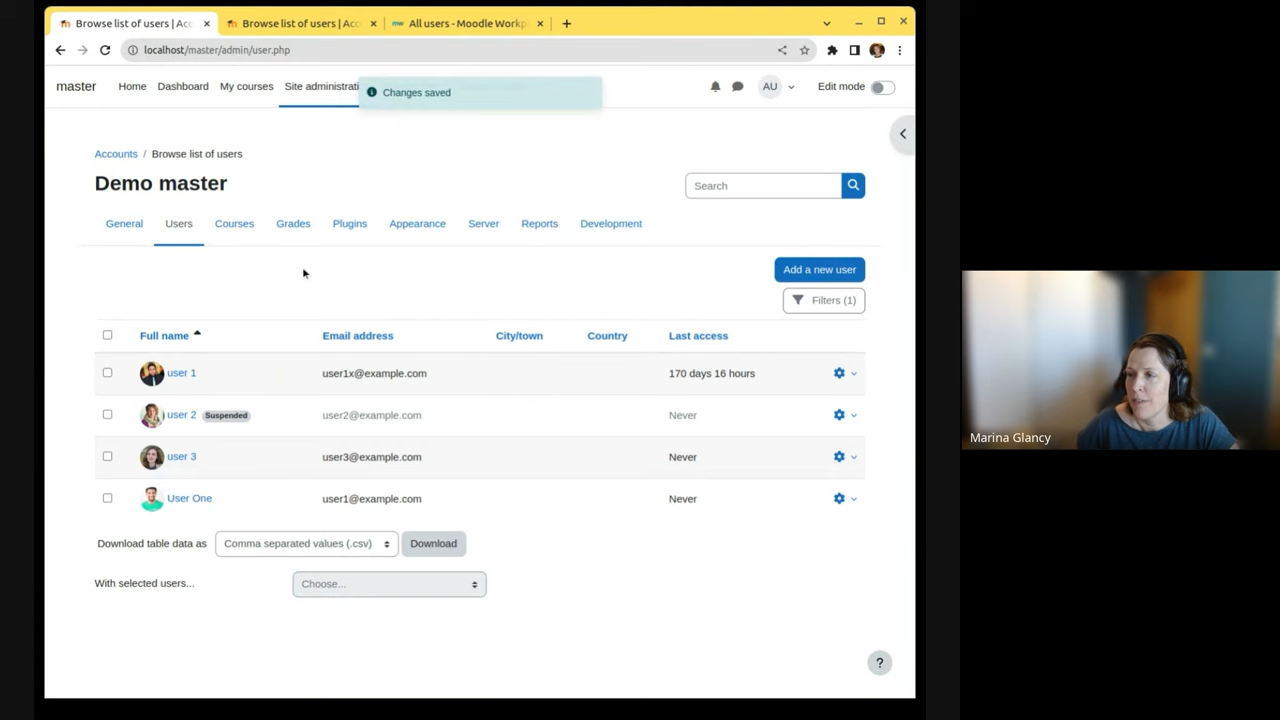 Browse list of users | Acc
Browse list of users | Acc
All users - Moodle Workp
localhost/master/admin/user.php
master
Home
Dashboard
My courses
Site administrati
Changes saved
AU
Edit mode
Accounts / Browse list of users
Demo master
Search
General
Users
Courses
Grades
Plugins
Appearance
Server
Reports
Development
Add a new user
Filters (1)
Full name
Email address
City/town
Country
Last access
user 1
user1x@example.com
170 days 16 hours
user 2 Suspended
user2@example.com
Never
user 3
user3@example.com
Never
User One
user1@example.com
Never
Download table data as
Comma separated values (.csv)
Download
With selected users...
Choose...
?
Marina Glancy